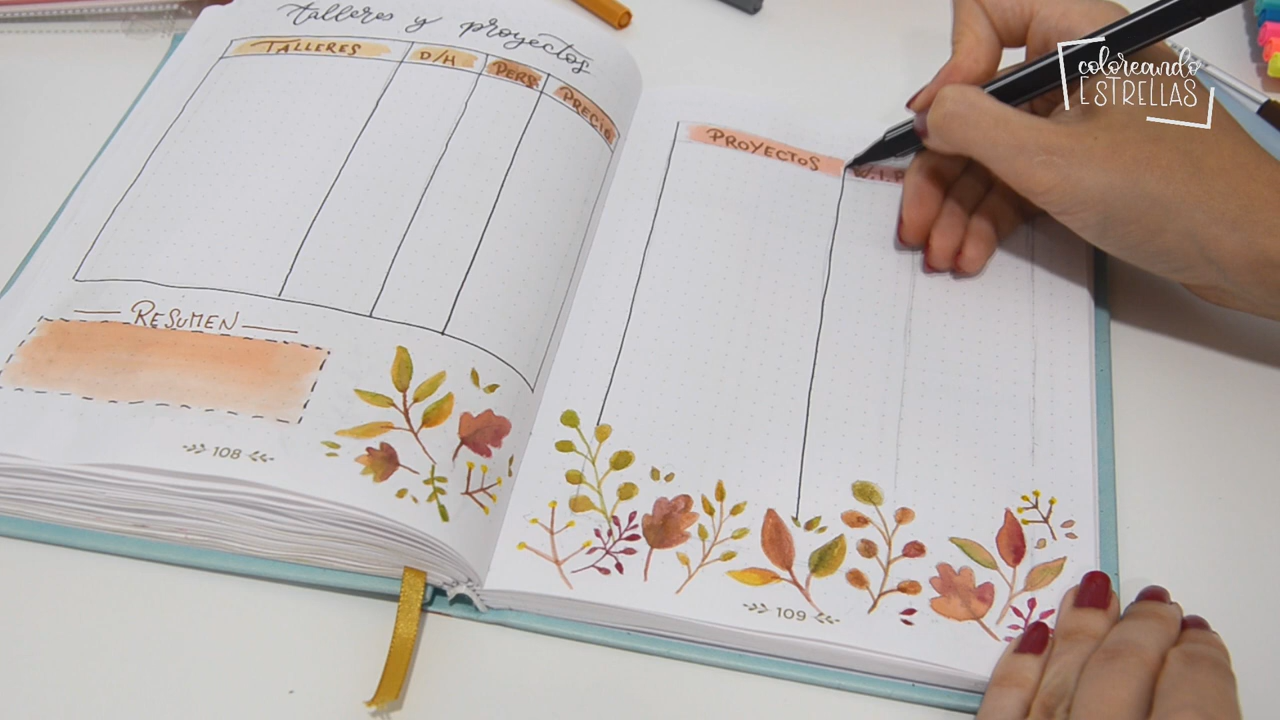 talleres y proyectos
TALLERES D/H PERS PRECIO
RESUMEN
108
PROYECTOS W.I.P
109
coloreando
ESTRELLAS